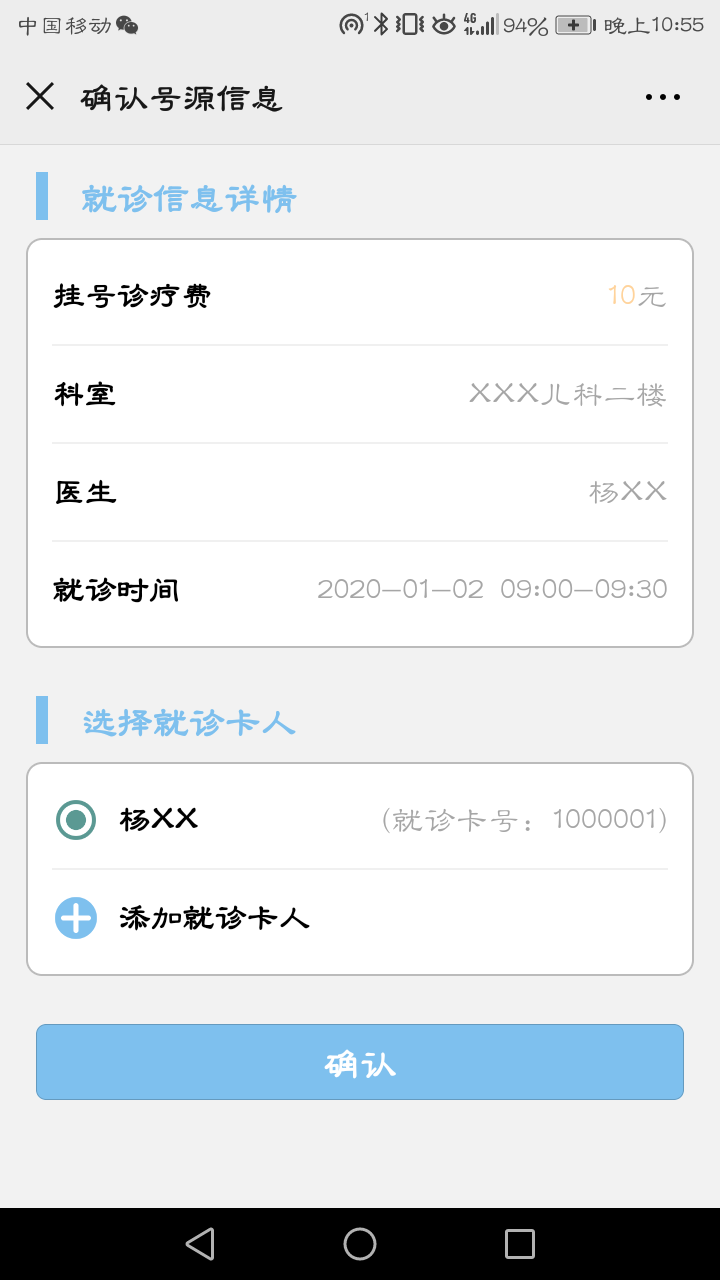 中国移动 1 4G 94% 晚上10:55
确认号源信息
就诊信息详情
挂号诊疗费 10元
科室 XXX儿科二楼
医生 杨XX
就诊时间 2020-01-02 09:00-09:30
选择就诊卡人
杨XX (就诊卡号：1000001)
添加就诊卡人
确认